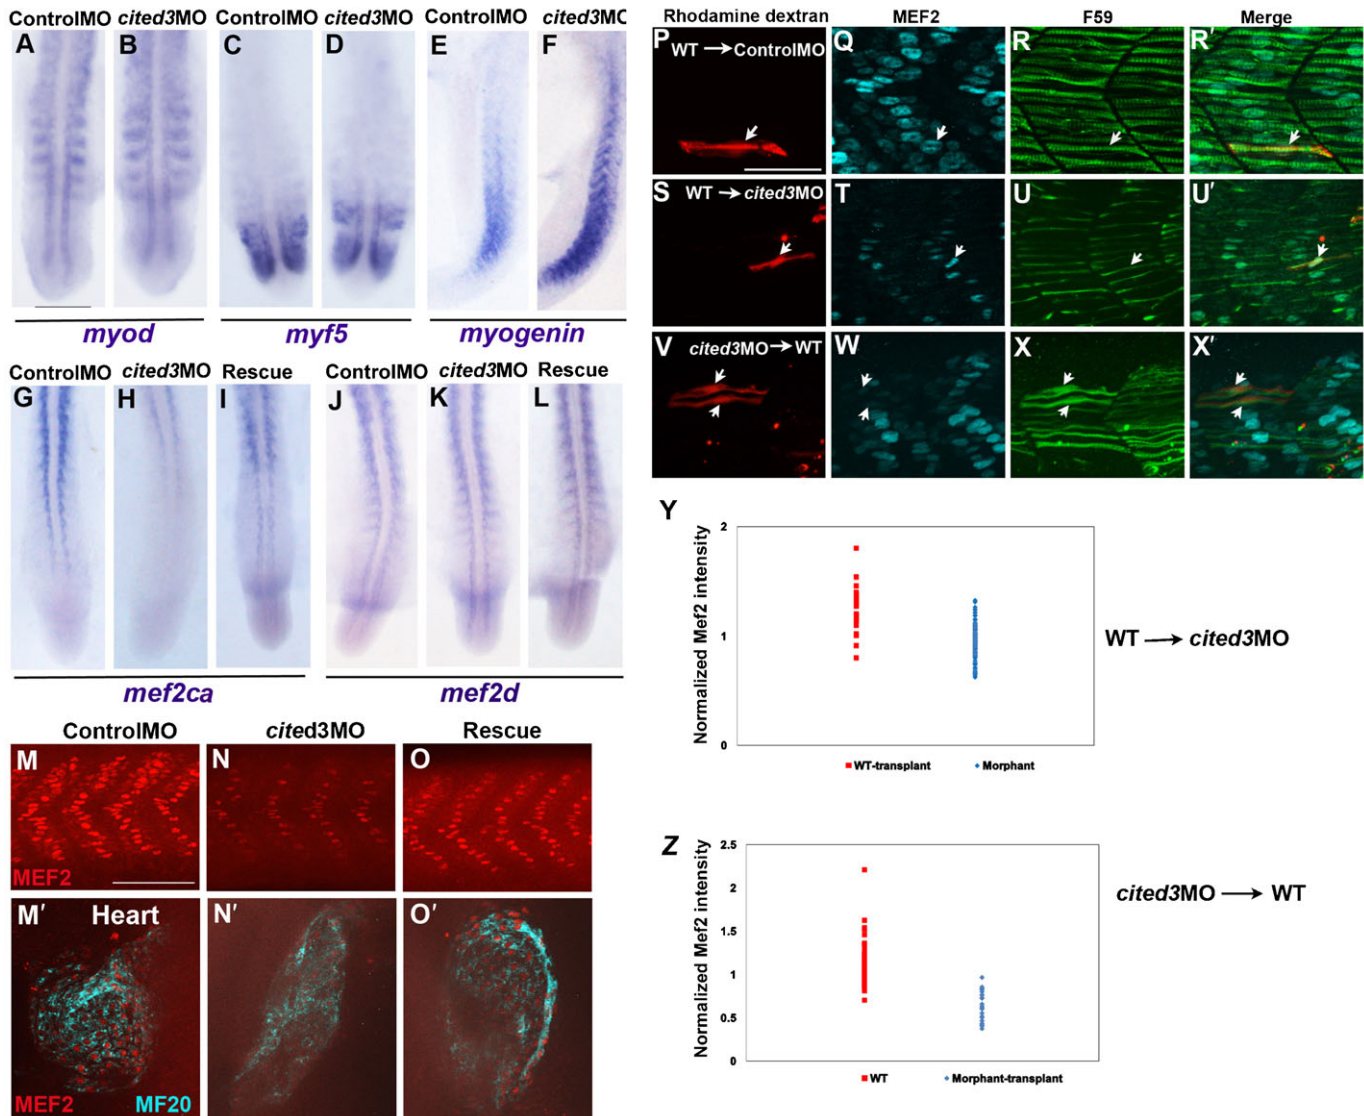 ControlMO cited3MO ControlMO cited3MO ControlMO cited3MO
A B C D E F
myod myf5 myogenin
ControlMO cited3MO Rescue ControlMO cited3MO Rescue
G H I J K L
mef2ca mef2d
ControlMO cited3MO Rescue
M N O
MEF2
M′ Heart N′ O′
MEF2 MF20
Rhodamine dextran MEF2 F59 Merge
P WT → ControlMO Q R R′
S WT → cited3MO T U U′
V cited3MO → WT W X X′
Y
Normalized Mef2 intensity
2
1
0
WT-transplant Morphant
WT → cited3MO
Z
Normalized Mef2 intensity
2.5
2
1.5
1
0.5
0
WT Morphant-transplant
cited3MO → WT